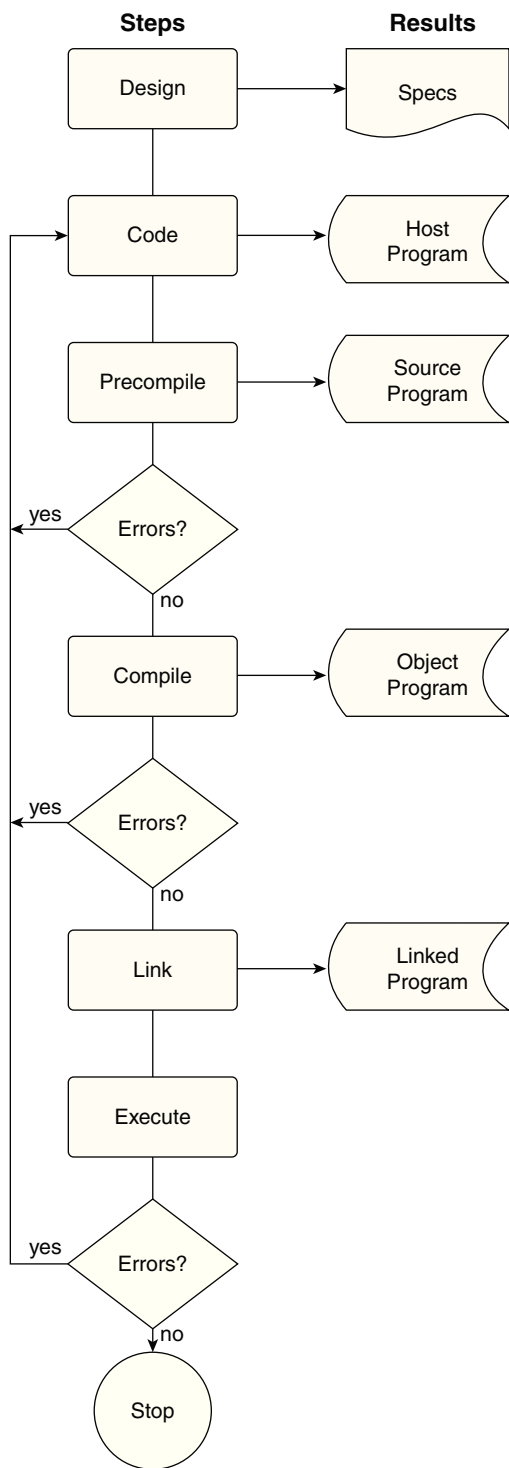 Steps
Results
Design
Specs
Code
Host
Program
Precompile
Source
Program
yes
Errors?
no
Compile
Object
Program
yes
Errors?
no
Link
Linked
Program
Execute
yes
Errors?
no
Stop